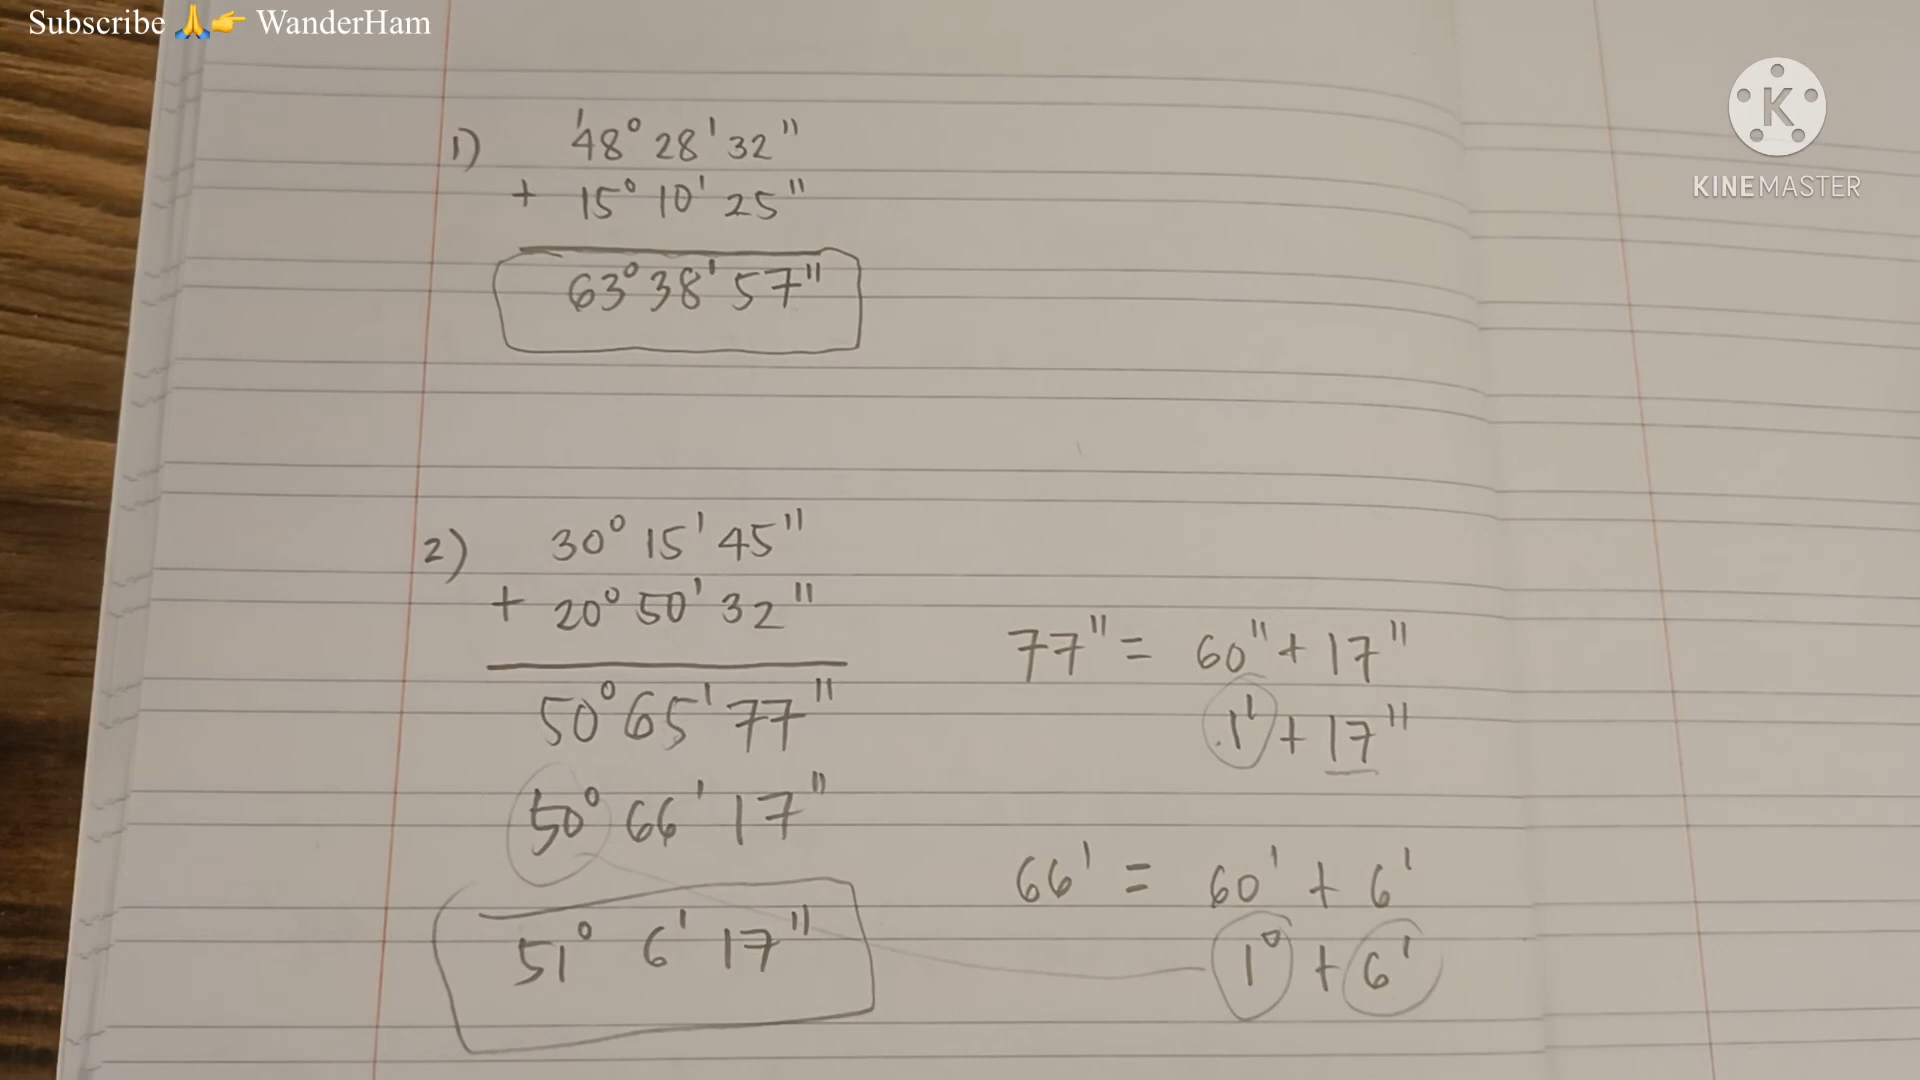 Subscribe 🙏👉 WanderHam
KINEMASTER
1) 48° 28' 32"
+ 15° 10' 25"
63° 38' 57"
2) 30° 15' 45"
+ 20° 50' 32"
50° 65' 77"
50° 66' 17"
51° 6' 17"
77" = 60" + 17"
1' + 17"
66' = 60' + 6'
1° + 6'